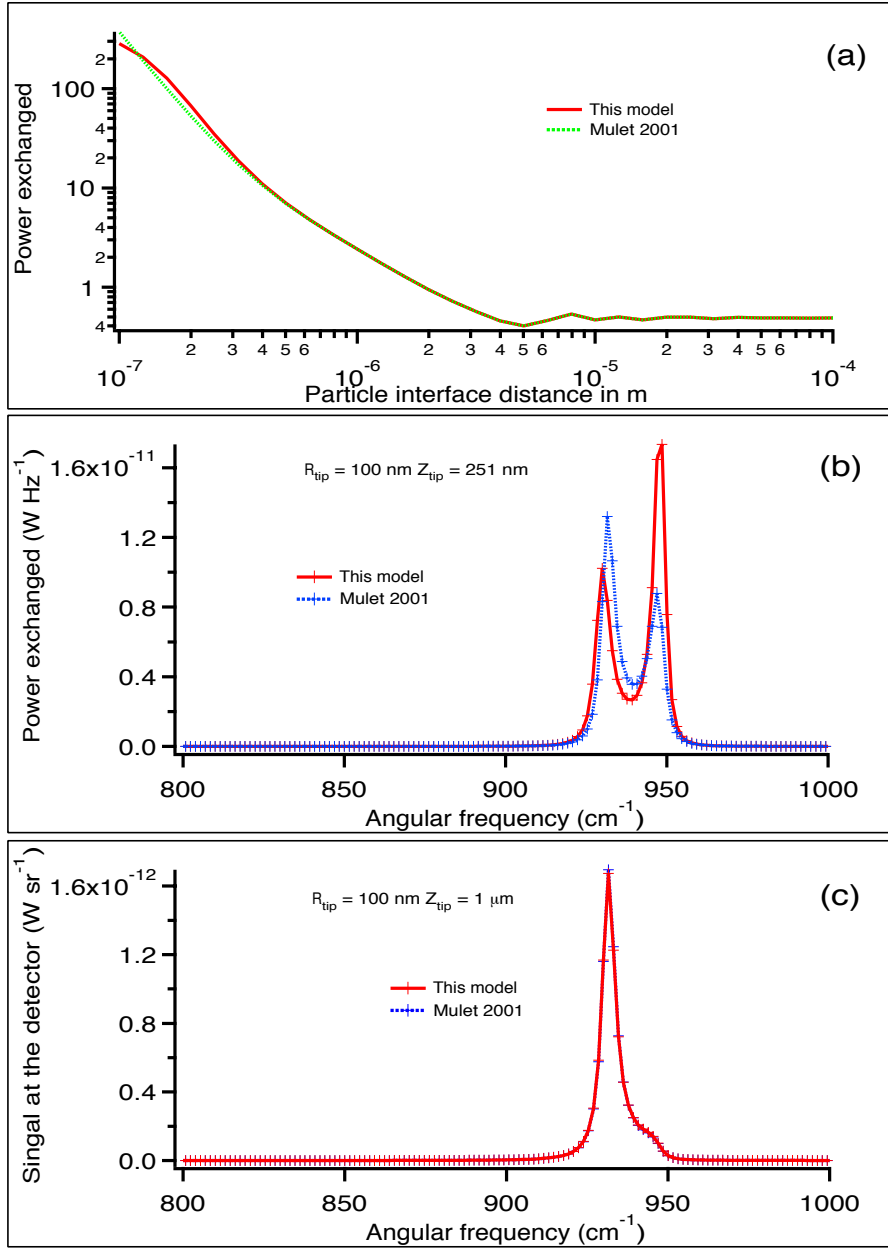 (a)
Power exchanged
2
100
4
2
10
4
2
1
4
This model
Mulet 2001
2 3 4 5 6 2 3 4 5 6 2 3 4 5 6
10⁻⁷ 10⁻⁶ 10⁻⁵ 10⁻⁴
Particle interface distance in m
(b)
Power exchanged (W Hz⁻¹)
1.6x10⁻¹¹
1.2
0.8
0.4
0.0
R_tip = 100 nm Z_tip = 251 nm
This model
Mulet 2001
800 850 900 950 1000
Angular frequency (cm⁻¹)
(c)
Singal at the detector (W sr⁻¹)
1.6x10⁻¹²
1.2
0.8
0.4
0.0
R_tip = 100 nm Z_tip = 1 μm
This model
Mulet 2001
800 850 900 950 1000
Angular frequency (cm⁻¹)